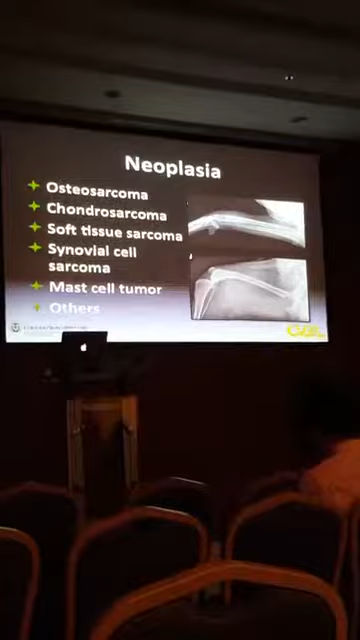 Neoplasia
Osteosarcoma
Chondrosarcoma
Soft tissue sarcoma
Synovial cell
sarcoma
Mast cell tumor
Others